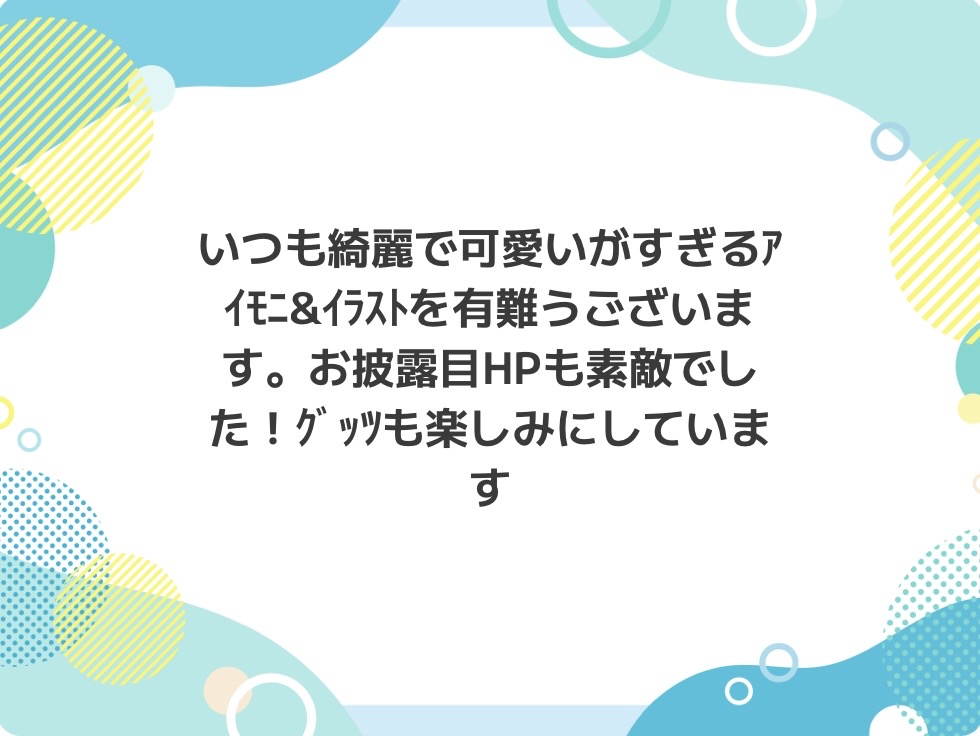 いつも綺麗で可愛いがすぎるｱ
ｲﾓﾆ&ｲﾗｽﾄを有難うございま
す。お披露目HPも素敵でし
た！ｸﾞｯﾂも楽しみにしていま
す